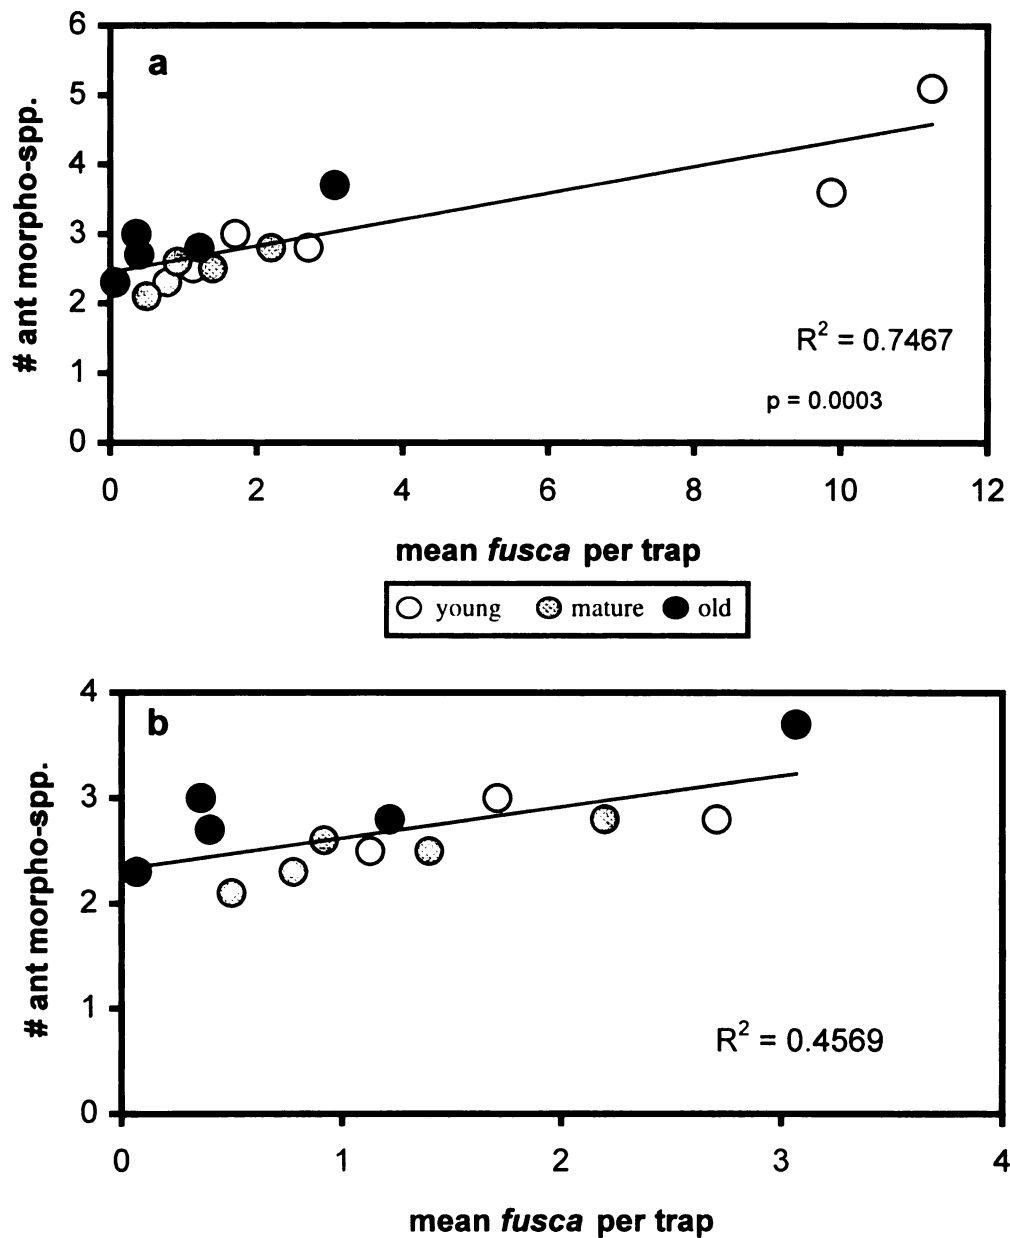 6
a
5
4
3
2
1
0
# ant morpho-spp.
R² = 0.7467
p = 0.0003
0 2 4 6 8 10 12
mean fusca per trap
young mature old
4
b
3
2
1
0
# ant morpho-spp.
R² = 0.4569
0 1 2 3 4
mean fusca per trap